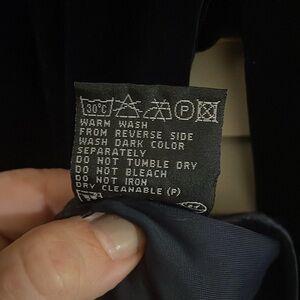 30°C P
WARM WASH
FROM REVERSE SIDE
WASH DARK COLOR
SEPARATELY
DO NOT TUMBLE DRY
DO NOT BLEACH
DO NOT IRON
DRY CLEANABLE (P)